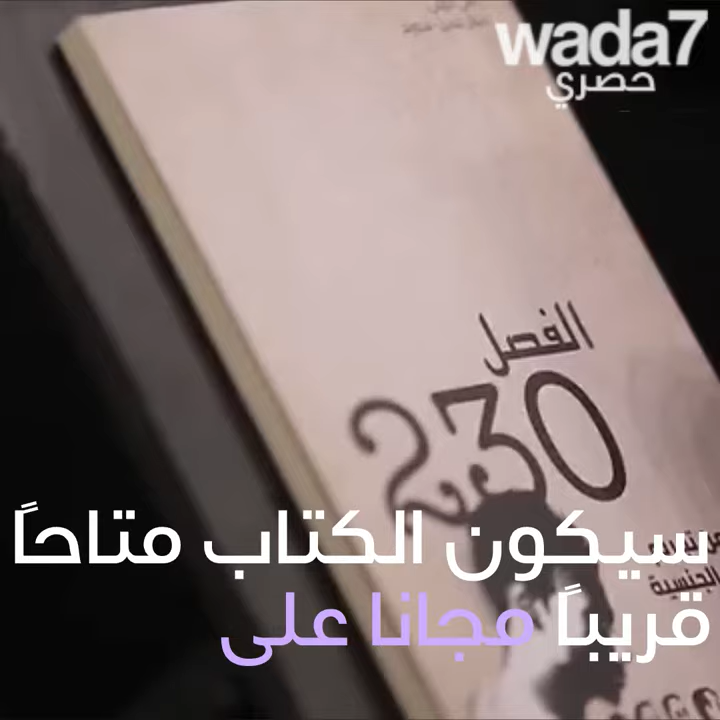 wada7
حصري
الفصل
230
الجنسية
سيكون الكتاب متاحاً
قريباً مجانا على